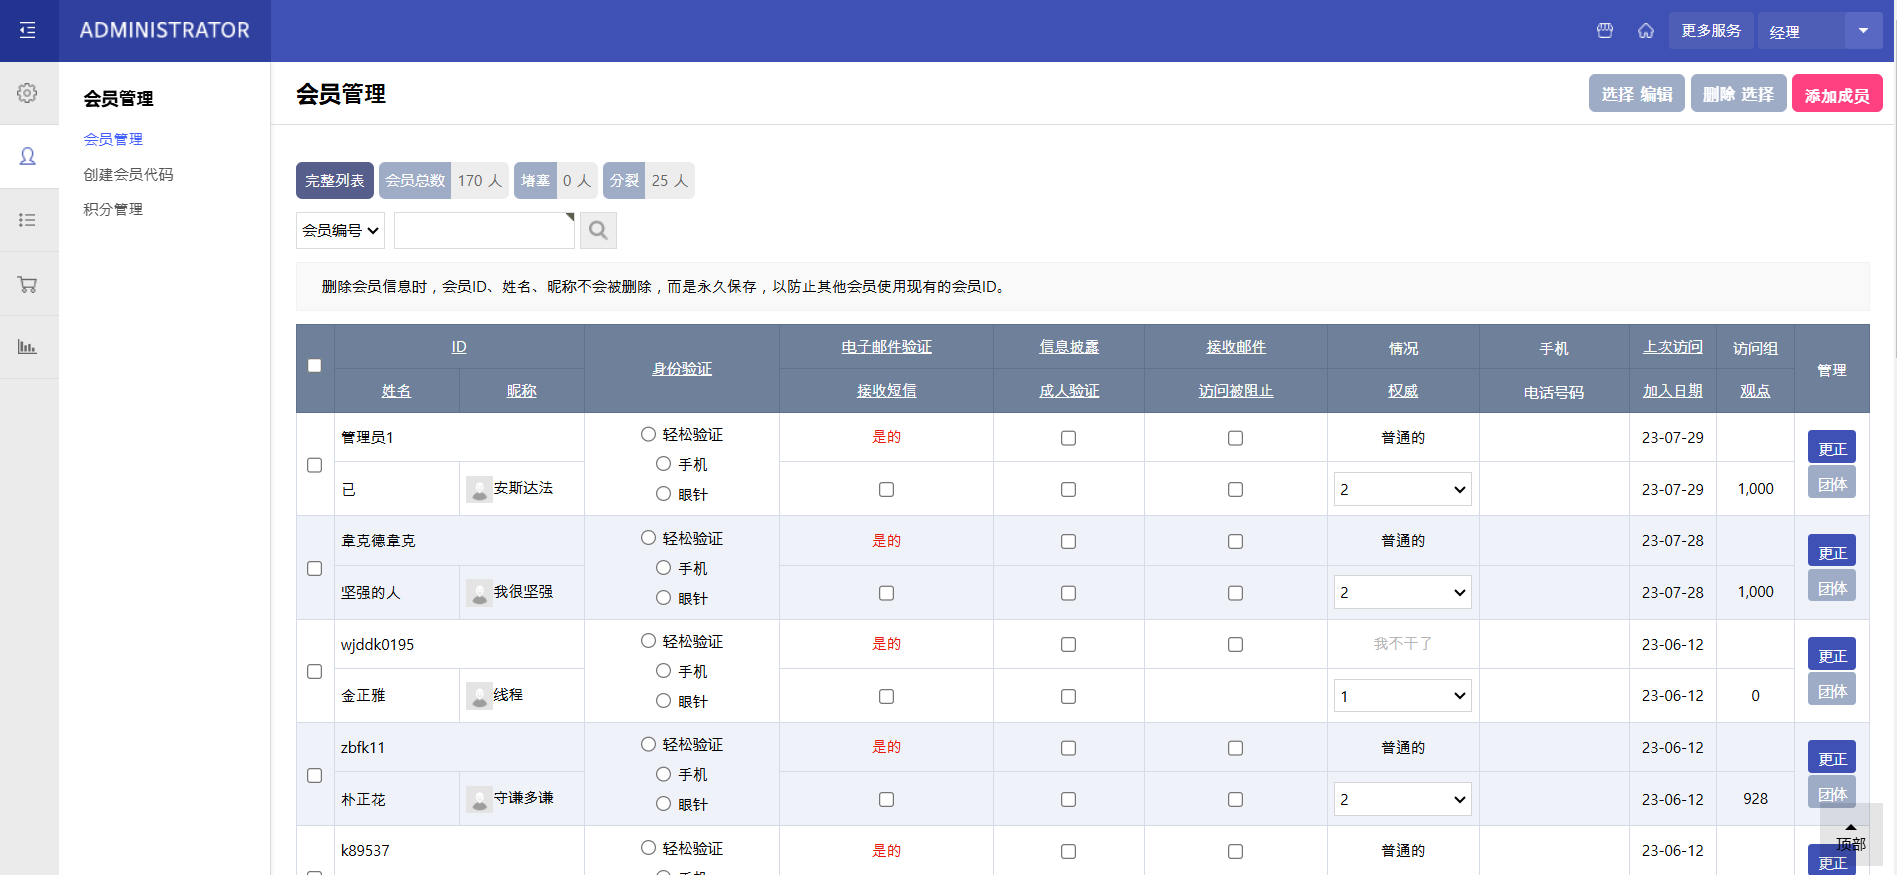 ADMINISTRATOR
更多服务
经理
会员管理
会员管理
创建会员代码
积分管理
会员管理
选择 编辑
删除 选择
添加成员
完整列表
会员总数 170 人
堵塞 0 人
分裂 25 人
会员编号
删除会员信息时，会员ID、姓名、昵称不会被删除，而是永久保存，以防止其他会员使用现有的会员ID。
ID 身份验证 电子邮件验证 信息披露 接收邮件 情况 手机 上次访问 访问组 管理
姓名 昵称 接收短信 成人验证 访问被阻止 权威 电话号码 加入日期 观点
管理员1 轻松验证 是的 普通的 23-07-29 更正
手机
已 安斯达法 眼针 2 23-07-29 1,000 团体
韋克德韋克 轻松验证 是的 普通的 23-07-28 更正
手机
坚强的人 我很坚强 眼针 2 23-07-28 1,000 团体
wjddk0195 轻松验证 是的 我不干了 23-06-12 更正
手机
金正雅 线程 眼针 1 23-06-12 0 团体
zbfk11 轻松验证 是的 普通的 23-06-12 更正
手机
朴正花 守谦多谦 眼针 2 23-06-12 928 团体
顶部
k89537 轻松验证 是的 普通的 23-06-12 更正